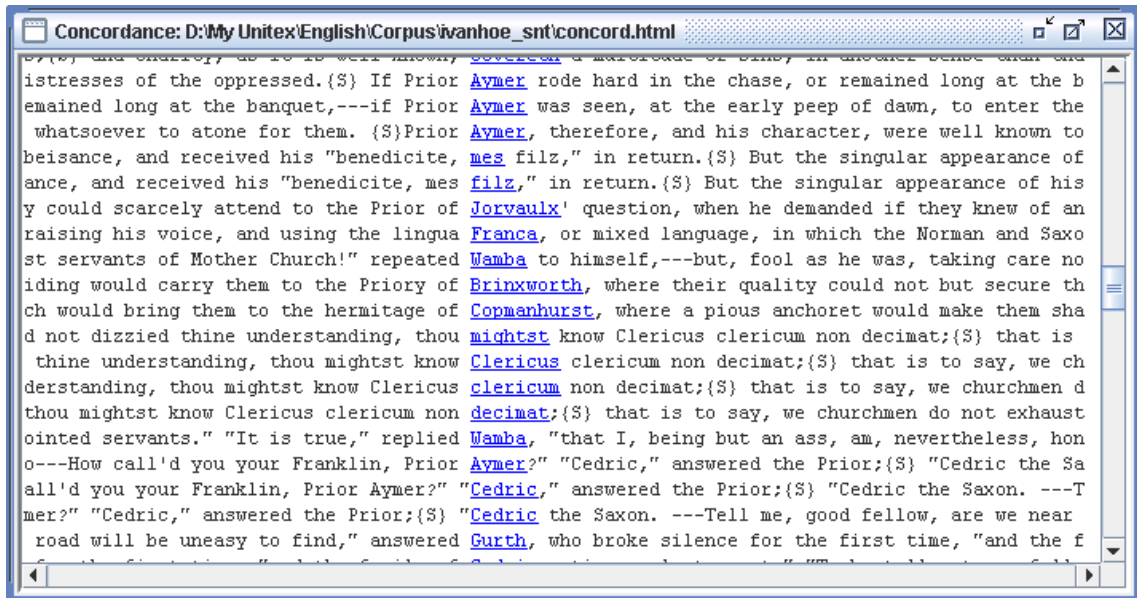 Concordance: D:\My Unitex\English\Corpus\ivanhoe_snt\concord.html
istresses of the oppressed.{S} If Prior Aymer rode hard in the chase, or remained long at the b
emained long at the banquet,---if Prior Aymer was seen, at the early peep of dawn, to enter the
whatsoever to atone for them. {S}Prior Aymer, therefore, and his character, were well known to
beisance, and received his "benedicite, mes filz," in return.{S} But the singular appearance of
ance, and received his "benedicite, mes filz," in return.{S} But the singular appearance of his
y could scarcely attend to the Prior of Jorvaulx' question, when he demanded if they knew of an
raising his voice, and using the lingua Franca, or mixed language, in which the Norman and Saxo
st servants of Mother Church!" repeated Wamba to himself,---but, fool as he was, taking care no
iding would carry them to the Priory of Brinxworth, where their quality could not but secure th
ch would bring them to the hermitage of Copmanhurst, where a pious anchoret would make them sha
d not dizzied thine understanding, thou mightst know Clericus clericum non decimat;{S} that is
thine understanding, thou mightst know Clericus clericum non decimat;{S} that is to say, we ch
derstanding, thou mightst know Clericus clericum non decimat;{S} that is to say, we churchmen d
thou mightst know Clericus clericum non decimat;{S} that is to say, we churchmen do not exhaust
ointed servants." "It is true," replied Wamba, "that I, being but an ass, am, nevertheless, hon
o---How call'd you your Franklin, Prior Aymer?" "Cedric," answered the Prior;{S} "Cedric the Sa
all'd you your Franklin, Prior Aymer?" "Cedric," answered the Prior;{S} "Cedric the Saxon. ---T
mer?" "Cedric," answered the Prior;{S} "Cedric the Saxon. ---Tell me, good fellow, are we near
road will be uneasy to find," answered Gurth, who broke silence for the first time, "and the f